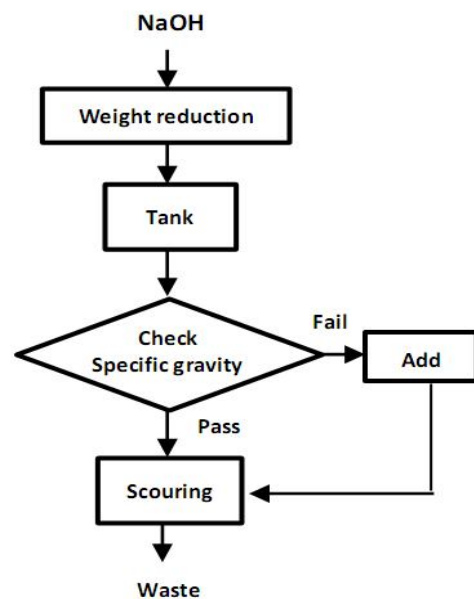 NaOH
Weight reduction
Tank
Check
Specific gravity
Fail
Add
Pass
Scouring
Waste